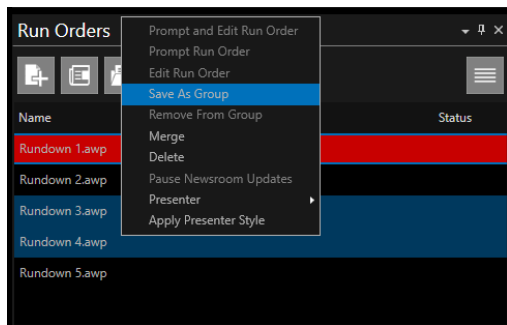 Run Orders
Prompt and Edit Run Order
Prompt Run Order
Edit Run Order
Save As Group
Remove From Group
Merge
Delete
Pause Newsroom Updates
Presenter
Apply Presenter Style
Name
Status
Rundown 1.awp
Rundown 2.awp
Rundown 3.awp
Rundown 4.awp
Rundown 5.awp